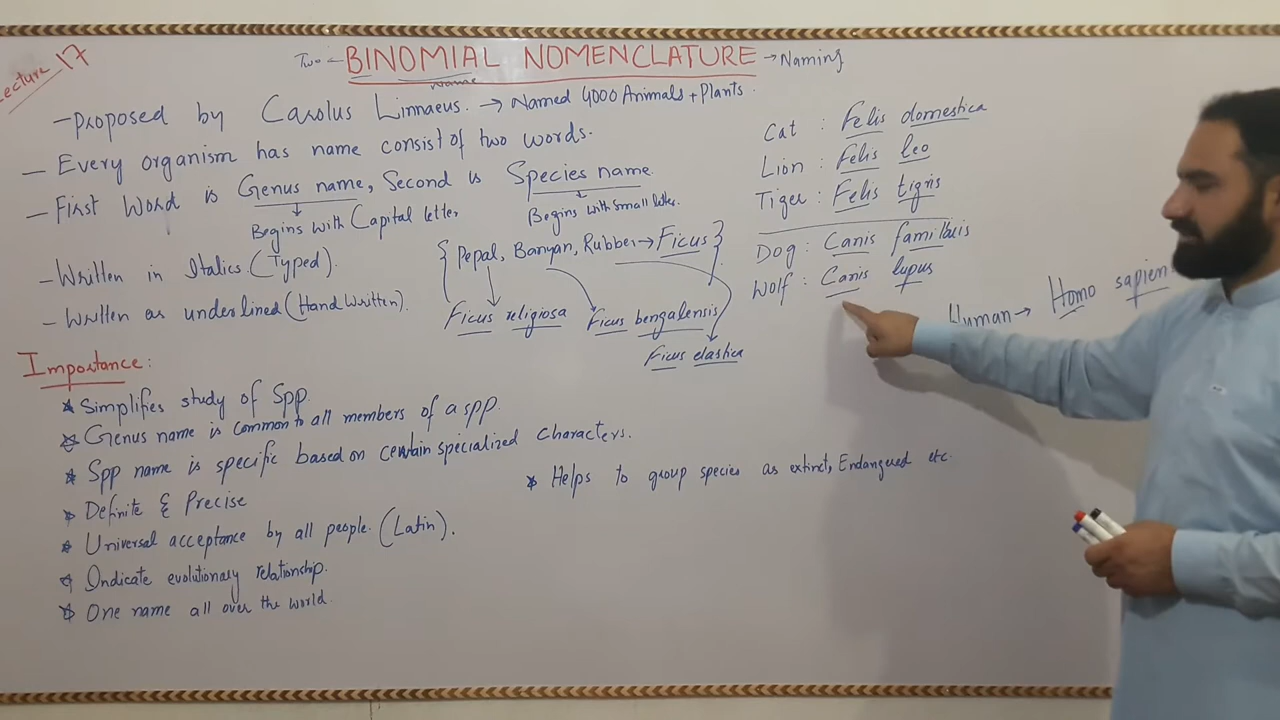 Lecture 17
Two ← BINOMIAL NOMENCLATURE → Naming
Name
- Proposed by Carolus Linnaeus. → Named 4000 Animals + Plants.
- Every organism has name consist of two words.
- First Word is Genus name, Second is Species name.
Begins with Capital letter
Begins with Small letter.
- Written in Italics. (Typed).
- Written as underlined (Hand Written).
{Pepal, Banyan, Rubber → Ficus}
Ficus religiosa
Ficus bengalensis
Ficus elastica
Cat : Felis domestica
Lion : Felis leo
Tiger : Felis tigris
Dog : Canis familiaris
Wolf : Canis lupus
Human → Homo sapien
Importance:
* Simplifies study of Spp.
* Genus name is common to all members of a spp.
* Spp name is specific based on certain specialized characters.
* Definite & Precise
* Universal acceptance by all people. (Latin).
* Indicate evolutionary relationship.
* One name all over the world.
* Helps to group species as extinct, Endangered etc.